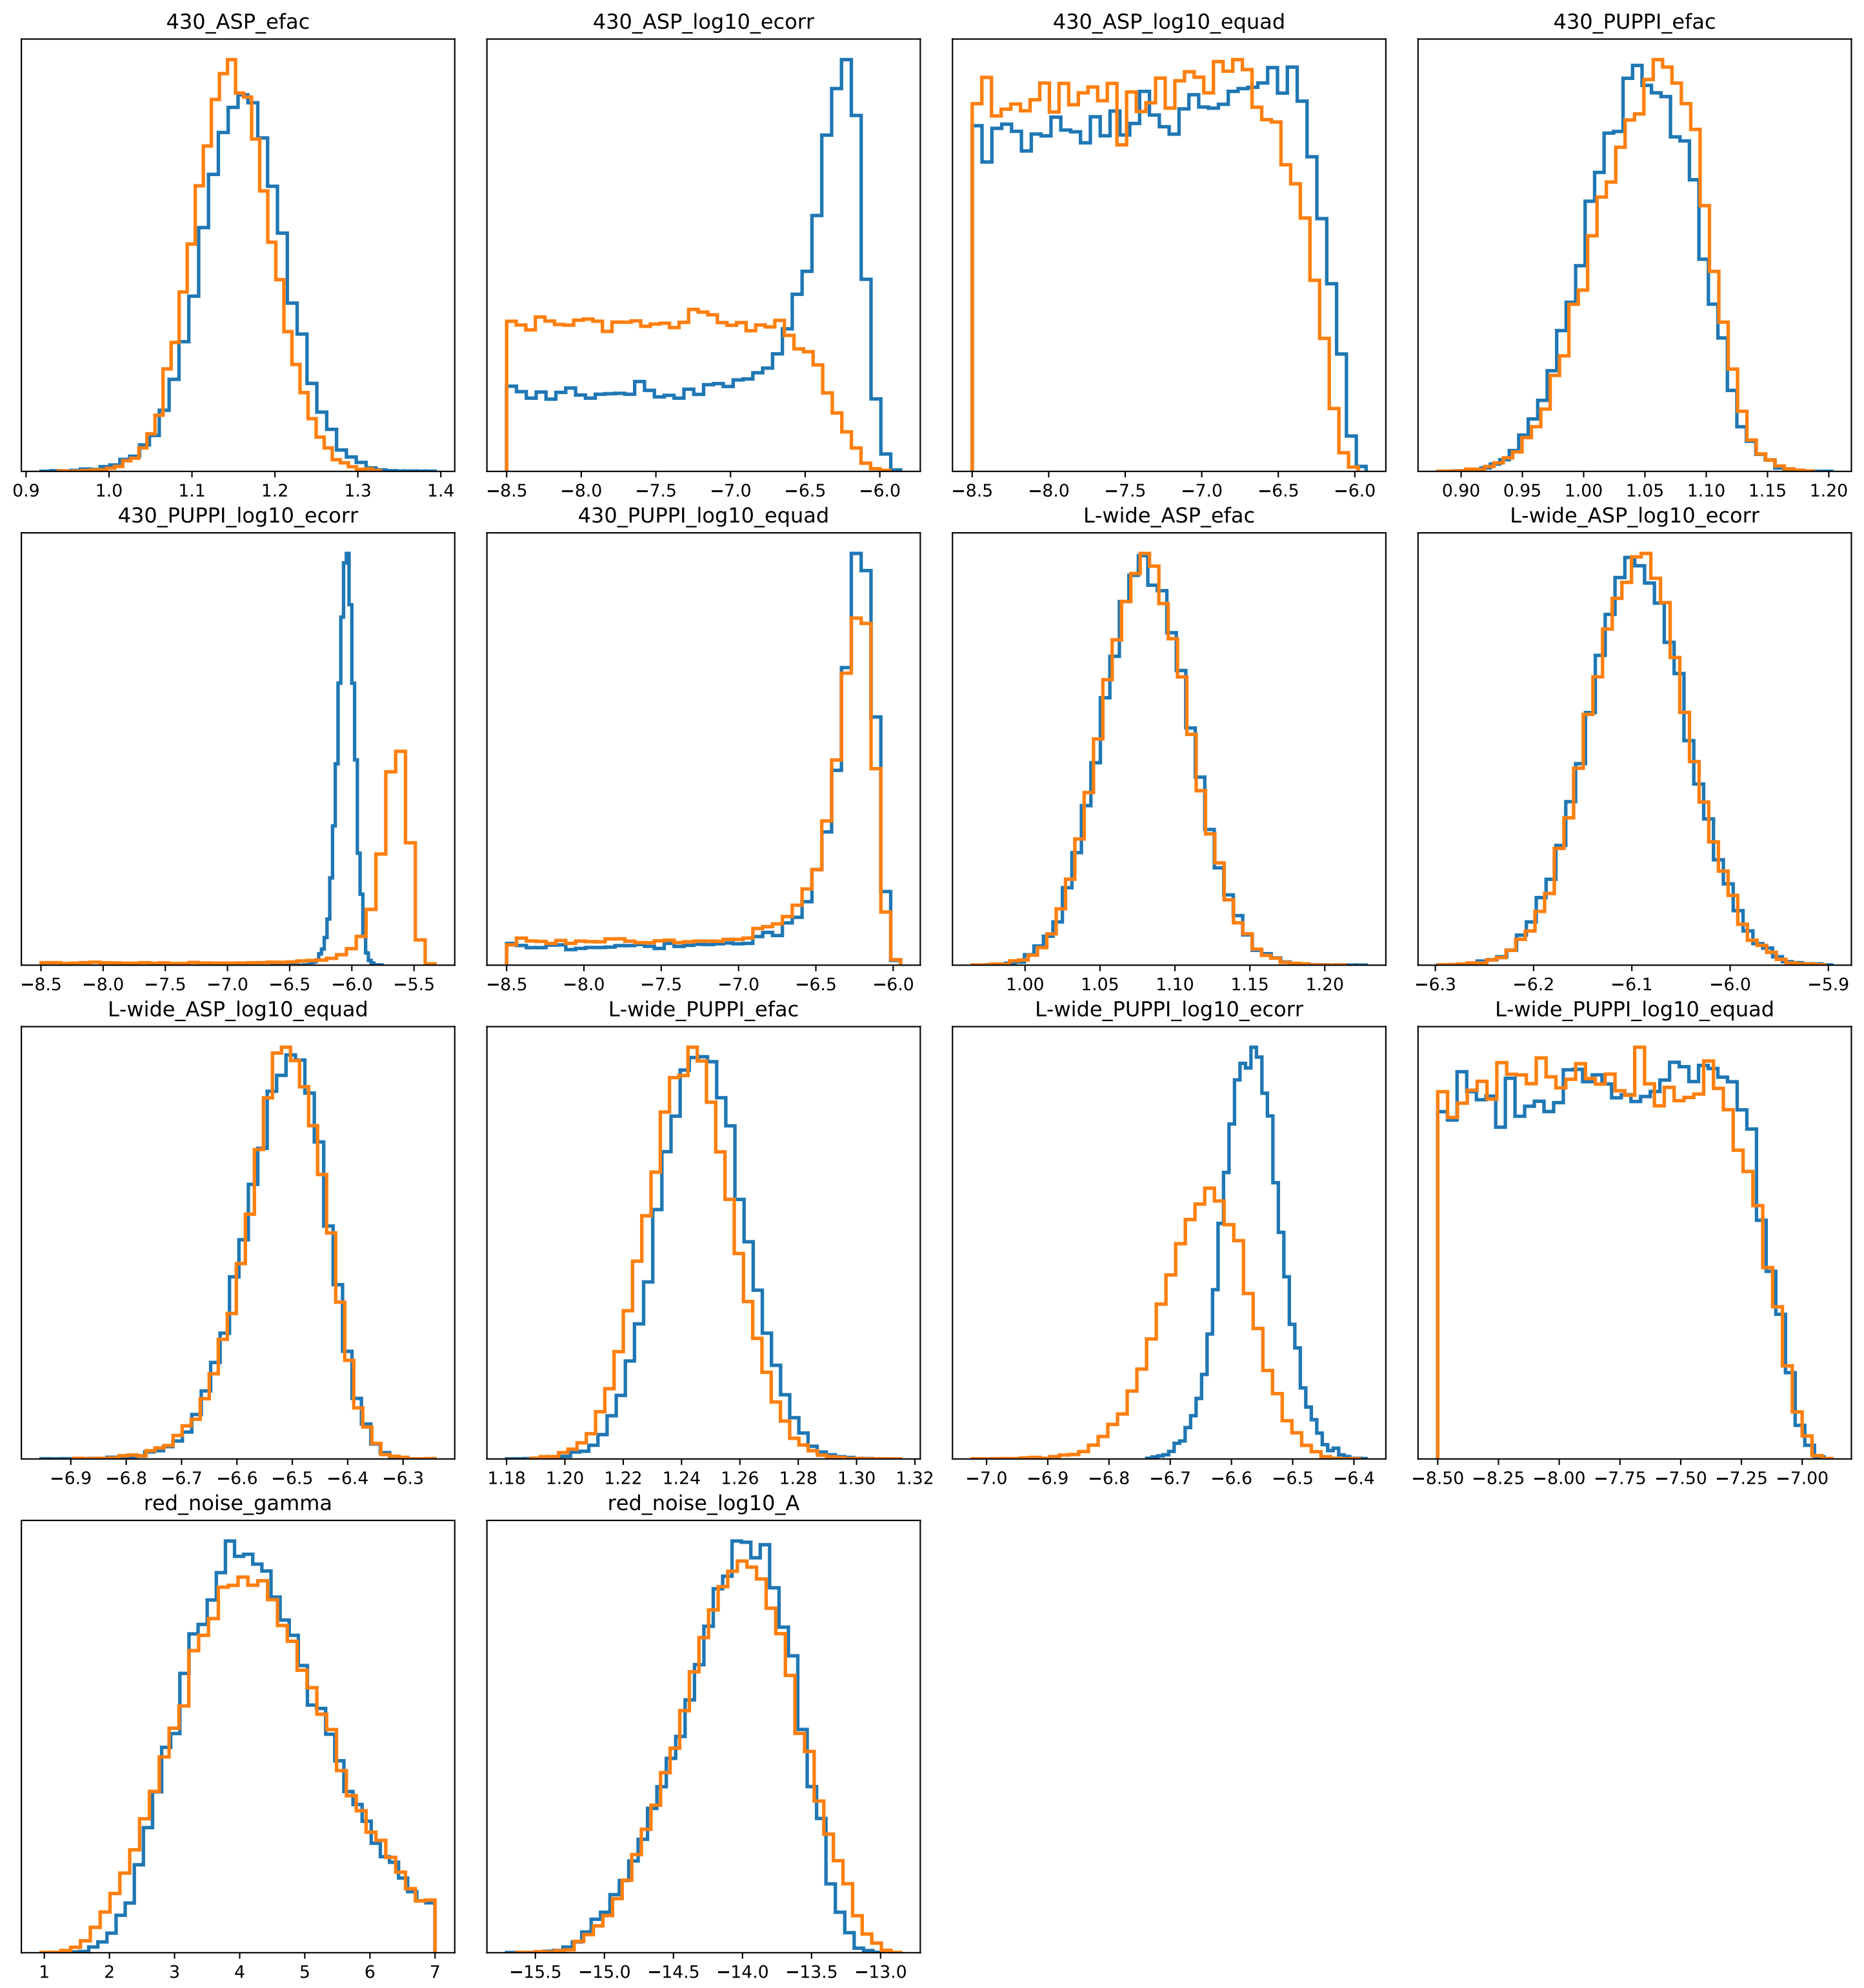 430_ASP_efac 430_ASP_log10_ecorr 430_ASP_log10_equad 430_PUPPI_efac
0.9 1.0 1.1 1.2 1.3 1.4 −8.5 −8.0 −7.5 −7.0 −6.5 −6.0 −8.5 −8.0 −7.5 −7.0 −6.5 −6.0 0.90 0.95 1.00 1.05 1.10 1.15 1.20
430_PUPPI_log10_ecorr 430_PUPPI_log10_equad L-wide_ASP_efac L-wide_ASP_log10_ecorr
−8.5 −8.0 −7.5 −7.0 −6.5 −6.0 −5.5 −8.5 −8.0 −7.5 −7.0 −6.5 −6.0 1.00 1.05 1.10 1.15 1.20 −6.3 −6.2 −6.1 −6.0 −5.9
L-wide_ASP_log10_equad L-wide_PUPPI_efac L-wide_PUPPI_log10_ecorr L-wide_PUPPI_log10_equad
−6.9 −6.8 −6.7 −6.6 −6.5 −6.4 −6.3 1.18 1.20 1.22 1.24 1.26 1.28 1.30 1.32 −7.0 −6.9 −6.8 −6.7 −6.6 −6.5 −6.4 −8.50 −8.25 −8.00 −7.75 −7.50 −7.25 −7.00
red_noise_gamma red_noise_log10_A
1 2 3 4 5 6 7 −15.5 −15.0 −14.5 −14.0 −13.5 −13.0